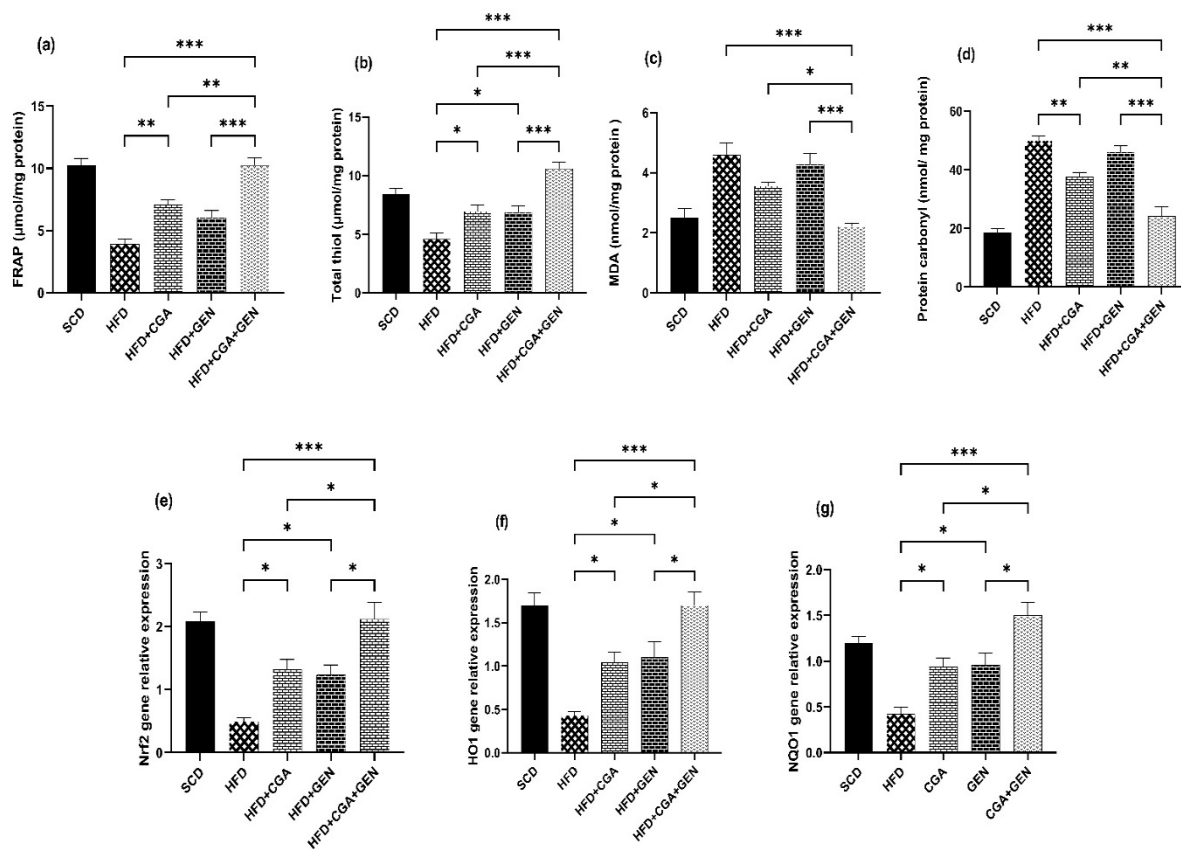 (a)
***
**
**
***
FRAP (µmol/mg protein)
15
10
5
0
SCD
HFD
HFD+CGA
HFD+GEN
HFD+CGA+GEN
(b)
***
***
*
*
***
Total thiol (µmol/mg protein)
15
10
5
0
SCD
HFD
HFD+CGA
HFD+GEN
HFD+CGA+GEN
(c)
***
*
***
MDA (nmol/mg protein )
6
4
2
0
SCD
HFD
HFD+CGA
HFD+GEN
HFD+CGA+GEN
(d)
***
**
**
***
Protein carbonyl (nmol/ mg protein)
60
40
20
0
SCD
HFD
HFD+CGA
HFD+GEN
HFD+CGA+GEN
(e)
***
*
*
*
*
Nrf2 gene relative expression
3
2
1
0
SCD
HFD
HFD+CGA
HFD+GEN
HFD+CGA+GEN
(f)
***
*
*
*
*
HO1 gene relative expression
2.0
1.5
1.0
0.5
0.0
SCD
HFD
HFD+CGA
HFD+GEN
HFD+CGA+GEN
(g)
***
*
*
*
*
NQO1 gene relative expression
2.0
1.5
1.0
0.5
0.0
SCD
HFD
CGA
GEN
CGA+GEN